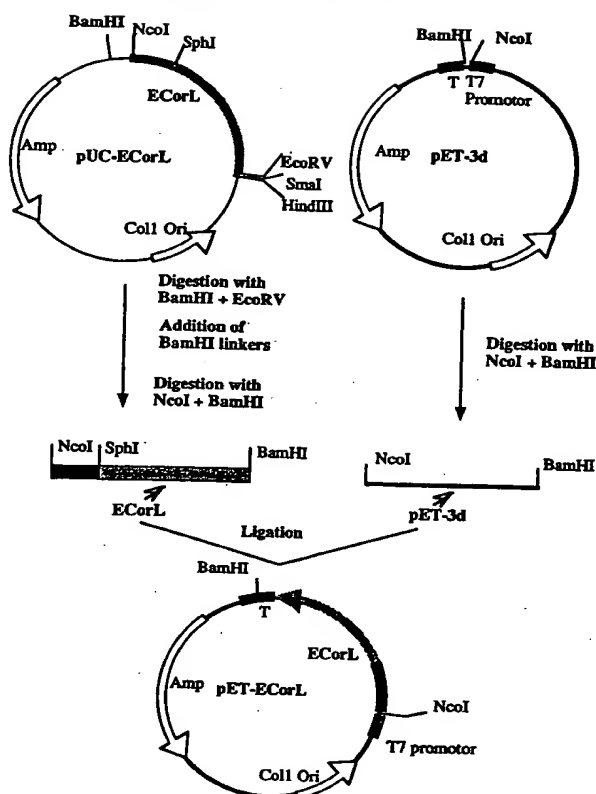 BamHI
NcoI
SphI
ECorL
Amp
pUC-ECorL
EcoRV
SmaI
HindIII
Col1 Ori
BamHI
NcoI
T T7
Promotor
Amp
pET-3d
Col1 Ori
Digestion with
BamHI + EcoRV
Addition of
BamHI linkers
Digestion with
NcoI + BamHI
Digestion with
NcoI + BamHI
NcoI
SphI
BamHI
ECorL
NcoI
BamHI
pET-3d
Ligation
BamHI
T
ECorL
Amp
pET-ECorL
NcoI
T7 promotor
Col1 Ori